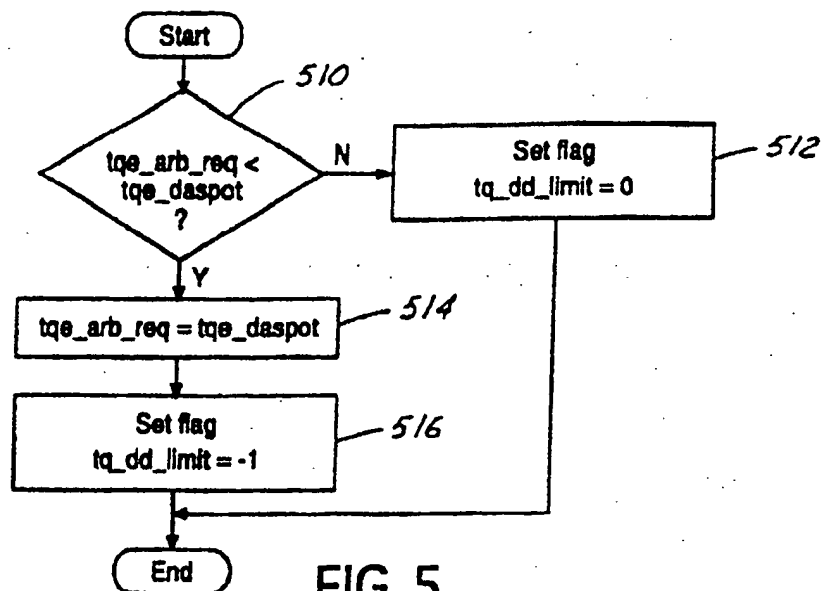 Start
510
tqe_arb_req <
tqe_daspot
?
N
Set flag
tq_dd_limit = 0
512
Y
tqe_arb_req = tqe_daspot
514
Set flag
tq_dd_limit = -1
516
End
FIG. 5